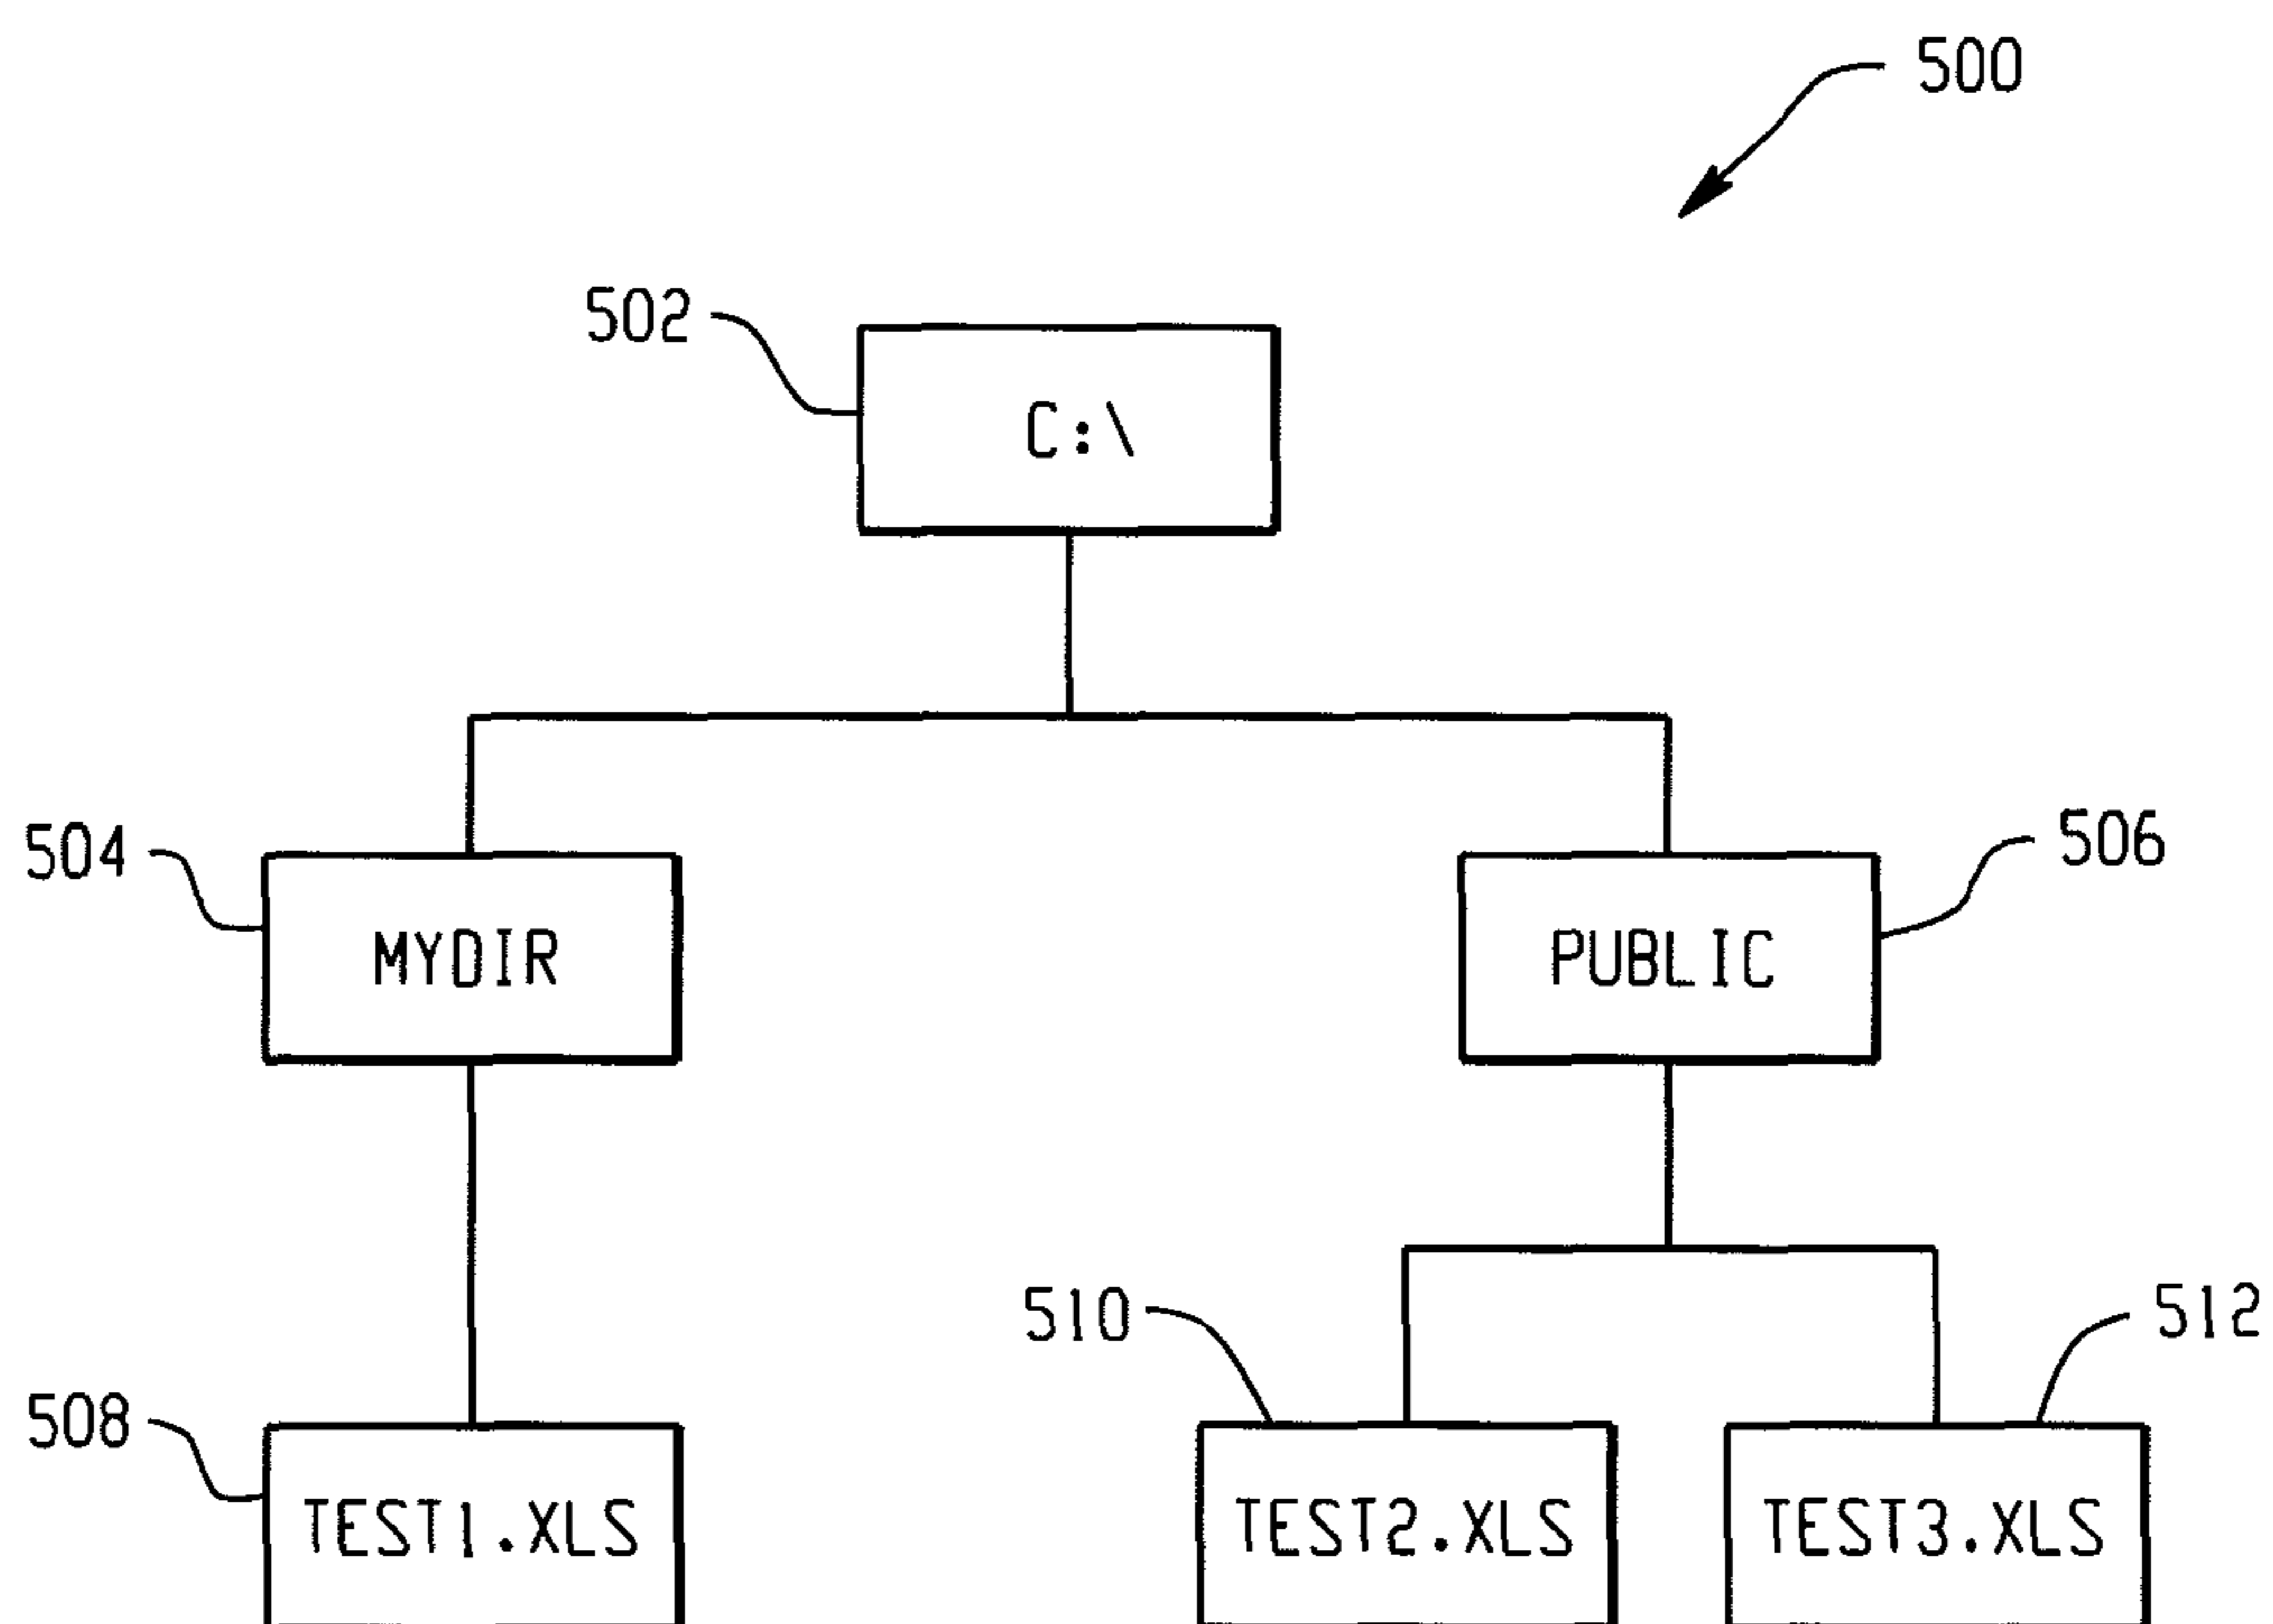 500
502
C:\
504
506
MYDIR
PUBLIC
510
512
508
TEST1.XLS
TEST2.XLS
TEST3.XLS